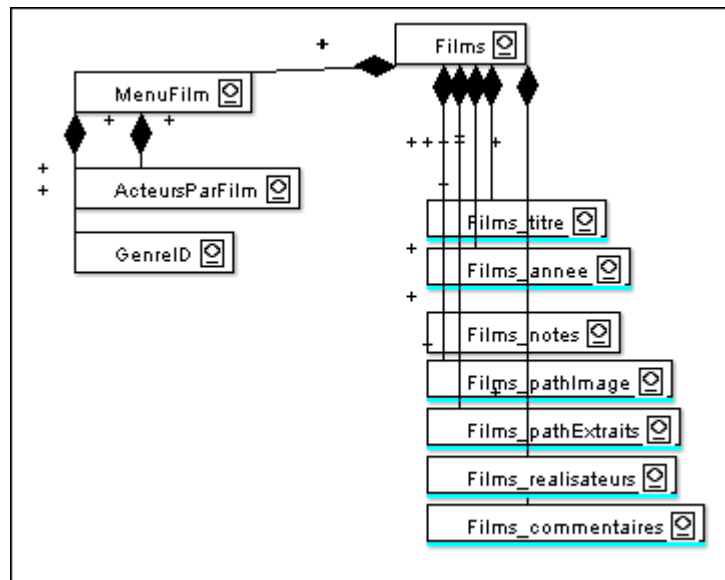 Films
MenuFilm
ActeursParFilm
GenreID
Films_titre
Films_annee
Films_notes
Films_pathImage
Films_pathExtraits
Films_realisateurs
Films_commentaires